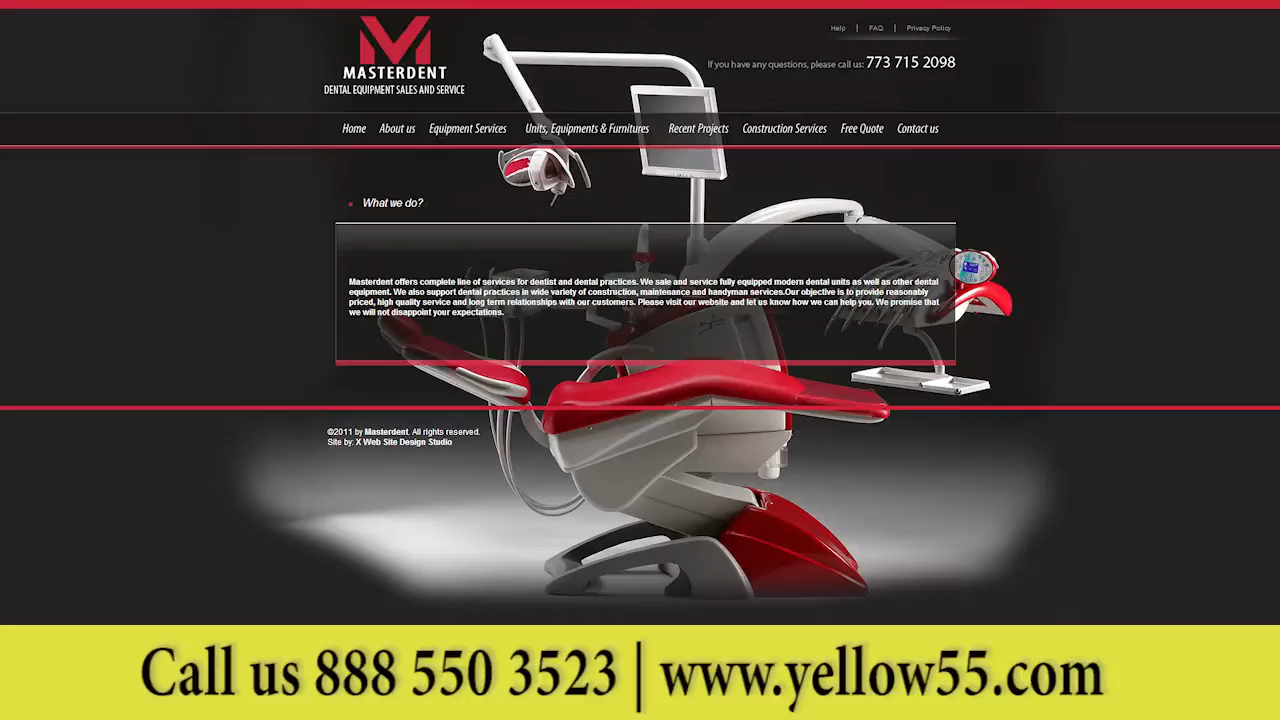 Help | FAQ | Privacy Policy
MASTERDENT
DENTAL EQUIPMENT SALES AND SERVICE
If you have any questions, please call us: 773 715 2098
Home About us Equipment Services Units, Equipments & Furnitures Recent Projects Construction Services Free Quote Contact us
What we do?
Masterdent offers complete line of services for dentist and dental practices. We sale and service fully equipped modern dental units as well as other dental
equipment. We also support dental practices in wide variety of construction, maintenance and handyman services.Our objective is to provide reasonably
priced, high quality service and long term relationships with our customers. Please visit our website and let us know how we can help you. We promise that
we will not disappoint your expectations.
©2011 by Masterdent. All rights reserved.
Site by: X Web Site Design Studio
Call us 888 550 3523 | www.yellow55.com